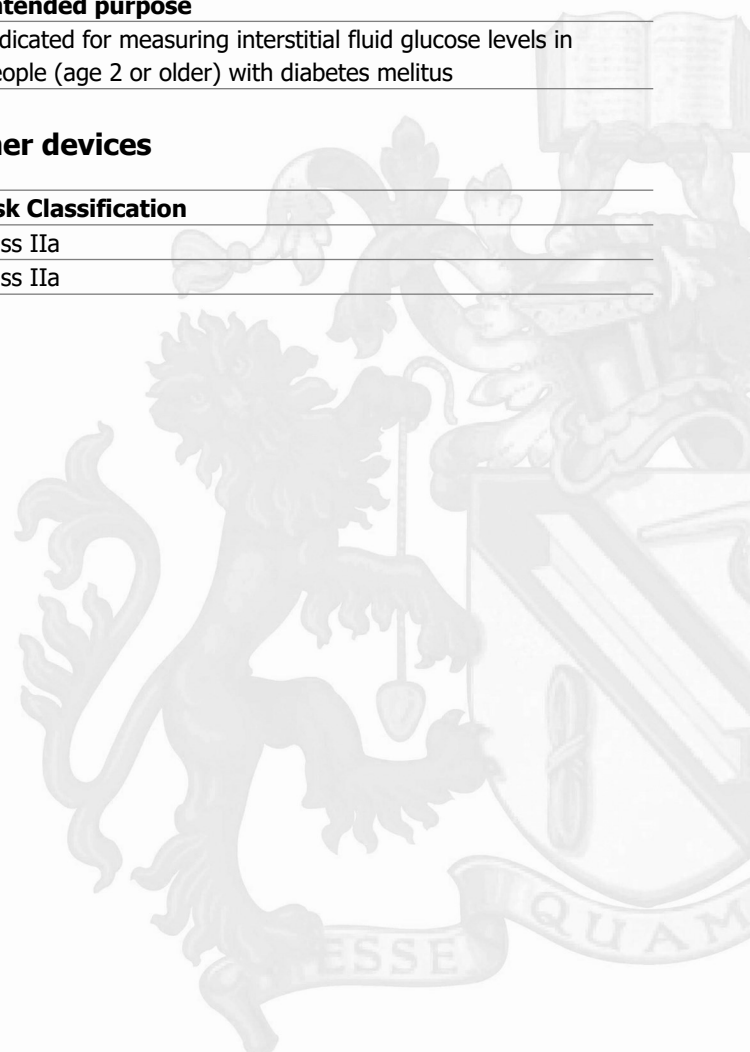 ntended purpose
dicated for measuring interstitial fluid glucose levels in
eople (age 2 or older) with diabetes melitus
ner devices
sk Classification
ss IIa
ss IIa
ESSE
QUAM